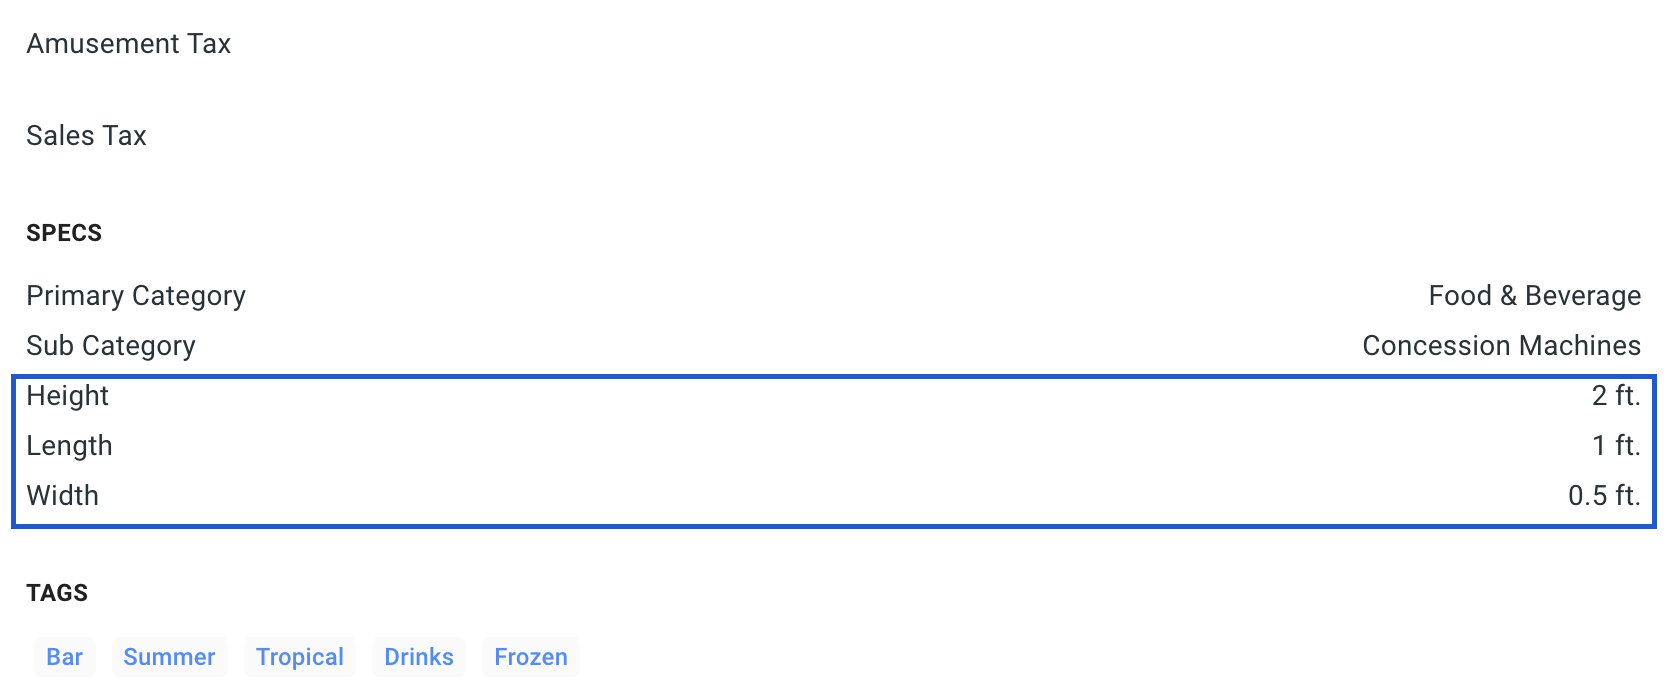 Amusement Tax
Sales Tax
SPECS
Primary Category Food & Beverage
Sub Category Concession Machines
Height 2 ft.
Length 1 ft.
Width 0.5 ft.
TAGS
Bar Summer Tropical Drinks Frozen